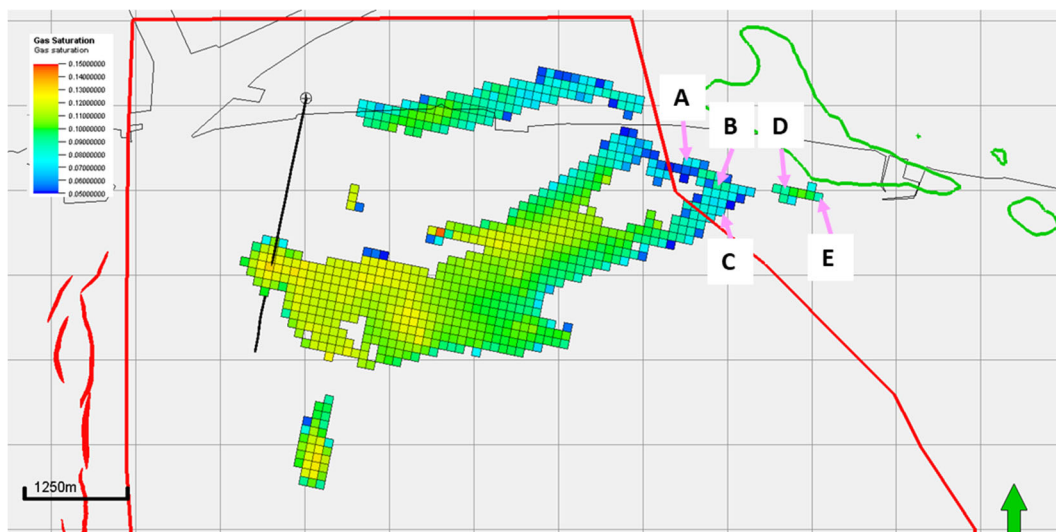 Gas Saturation
Gas saturation
0.15000000
0.14000000
0.13000000
0.12000000
0.11000000
0.10000000
0.09000000
0.08000000
0.07000000
0.06000000
0.05000000
A
B
D
C
E
1250m